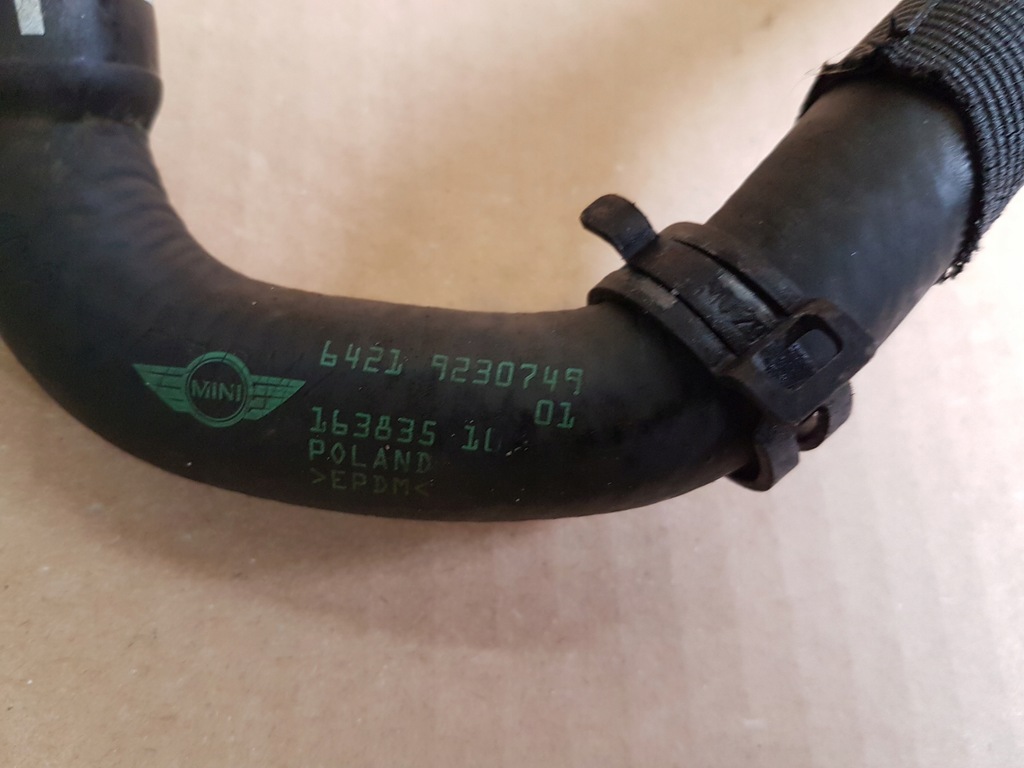 MINI
6421 9230749
01
163835
POLAND
>EPDM<